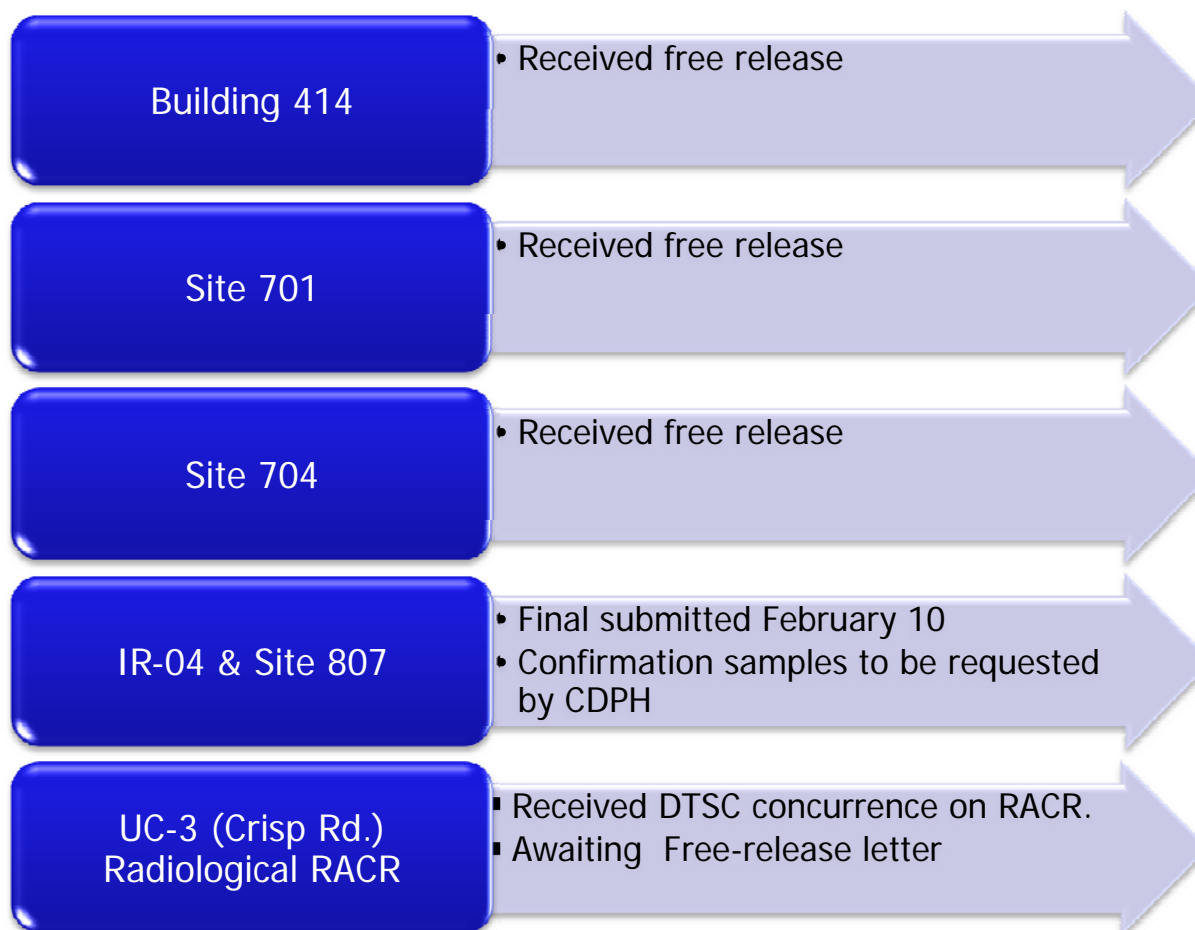 Building 414
• Received free release
Site 701
• Received free release
Site 704
• Received free release
IR-04 & Site 807
• Final submitted February 10
• Confirmation samples to be requested
by CDPH
UC-3 (Crisp Rd.)
Radiological RACR
▪ Received DTSC concurrence on RACR.
▪ Awaiting Free-release letter